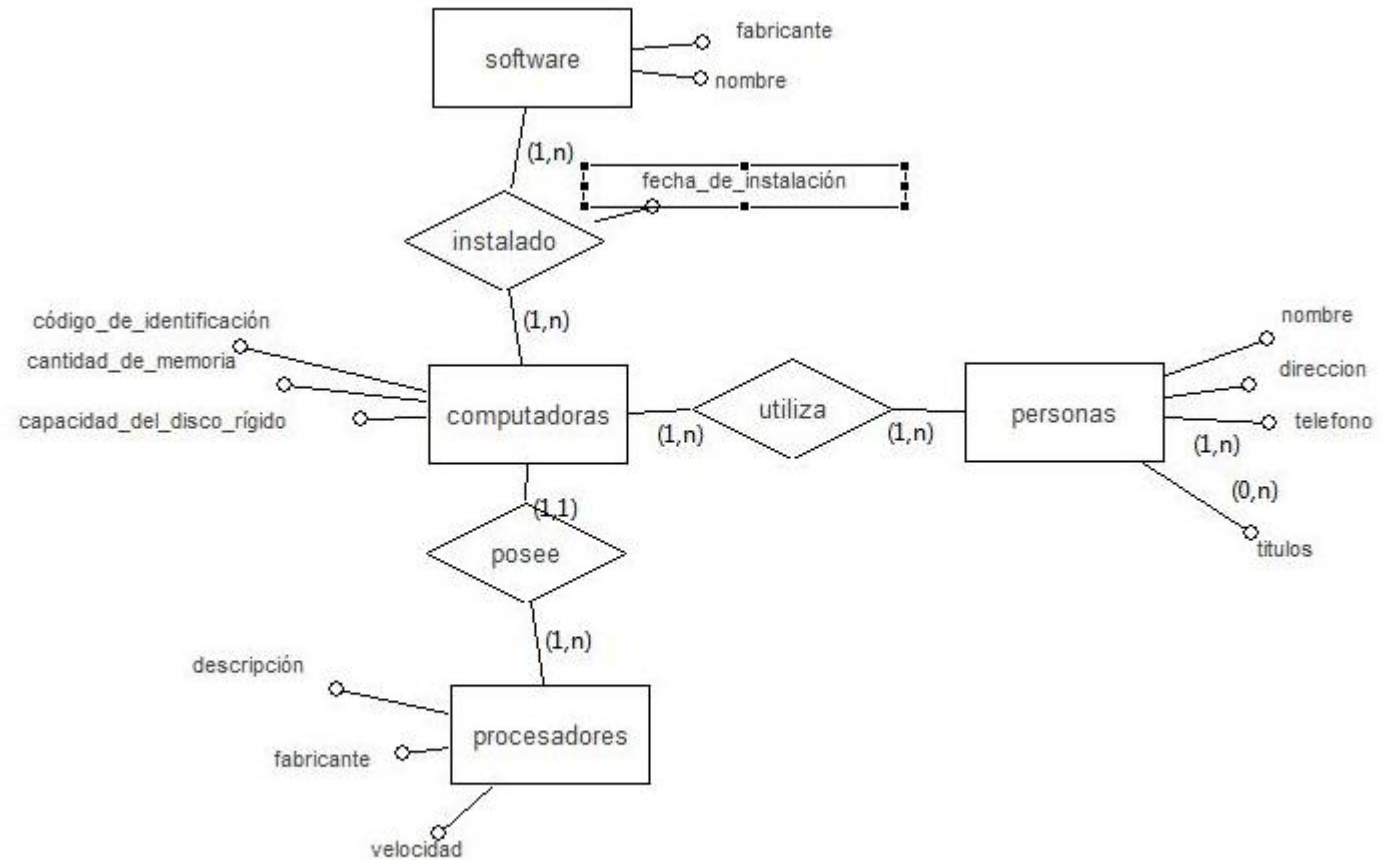 fabricante
software
nombre
(1,n)
fecha_de_instalación
instalado
(1,n)
código_de_identificación
cantidad_de_memoria
capacidad_del_disco_rígido
computadoras
(1,n)
utiliza
(1,n)
personas
nombre
direccion
telefono
(1,n)
(0,n)
titulos
(1,1)
posee
(1,n)
descripción
procesadores
fabricante
velocidad